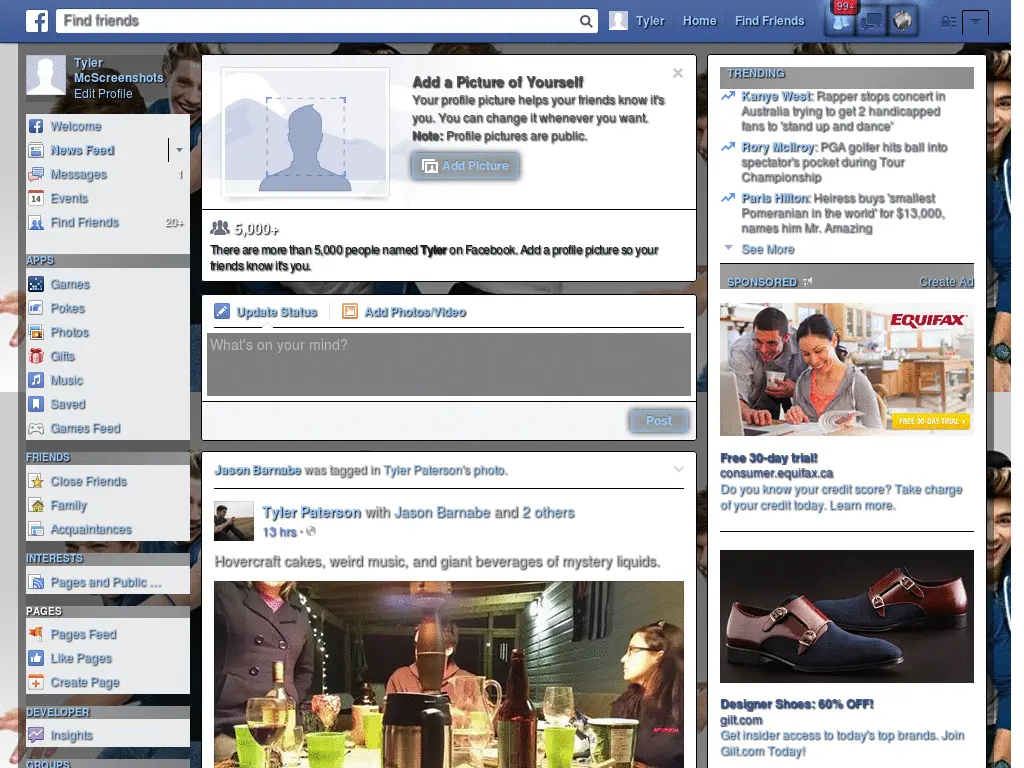 Find friends
Tyler
Home
Find Friends
99+
Tyler
McScreenshots
Edit Profile
Welcome
News Feed
Messages
1
14
Events
Find Friends
20+
APPS
Games
Pokes
Photos
Gifts
Music
Saved
Games Feed
FRIENDS
Close Friends
Family
Acquaintances
INTERESTS
Pages and Public ...
PAGES
Pages Feed
Like Pages
Create Page
DEVELOPER
Insights
GROUPS
Add a Picture of Yourself
Your profile picture helps your friends know it's
you. You can change it whenever you want.
Note: Profile pictures are public.
Add Picture
5,000+
There are more than 5,000 people named Tyler on Facebook. Add a profile picture so your
friends know it's you.
Update Status
Add Photos/Video
What's on your mind?
Post
Jason Barnabe was tagged in Tyler Paterson's photo.
Tyler Paterson with Jason Barnabe and 2 others
13 hrs ·
Hovercraft cakes, weird music, and giant beverages of mystery liquids.
TRENDING
Kanye West: Rapper stops concert in
Australia trying to get 2 handicapped
fans to 'stand up and dance'
Rory McIlroy: PGA golfer hits ball into
spectator's pocket during Tour
Championship
Paris Hilton: Heiress buys 'smallest
Pomeranian in the world' for $13,000,
names him Mr. Amazing
See More
SPONSORED
Create Ad
EQUIFAX
FREE 30-DAY TRIAL
Free 30-day trial!
consumer.equifax.ca
Do you know your credit score? Take charge
of your credit today. Learn more.
Designer Shoes: 60% OFF!
gilt.com
Get insider access to today's top brands. Join
Gilt.com Today!